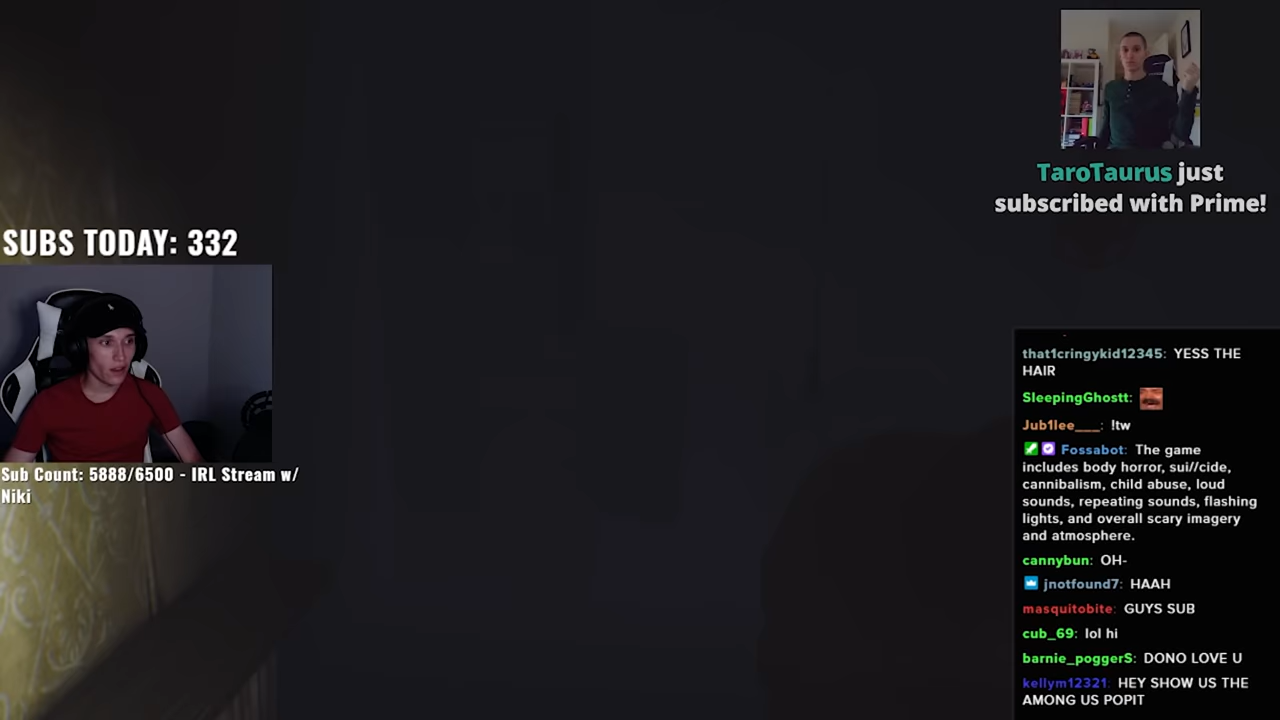 TaroTaurus just
subscribed with Prime!
SUBS TODAY: 332
Sub Count: 5888/6500 - IRL Stream w/
Niki
that1cringykid12345: YESS THE
HAIR
SleepingGhostt:
Jub1lee___: !tw
Fossabot: The game
includes body horror, sui//cide,
cannibalism, child abuse, loud
sounds, repeating sounds, flashing
lights, and overall scary imagery
and atmosphere.
cannybun: OH-
jnotfound7: HAAH
masquitobite: GUYS SUB
cub_69: lol hi
barnie_poggerS: DONO LOVE U
kellym12321: HEY SHOW US THE
AMONG US POPIT